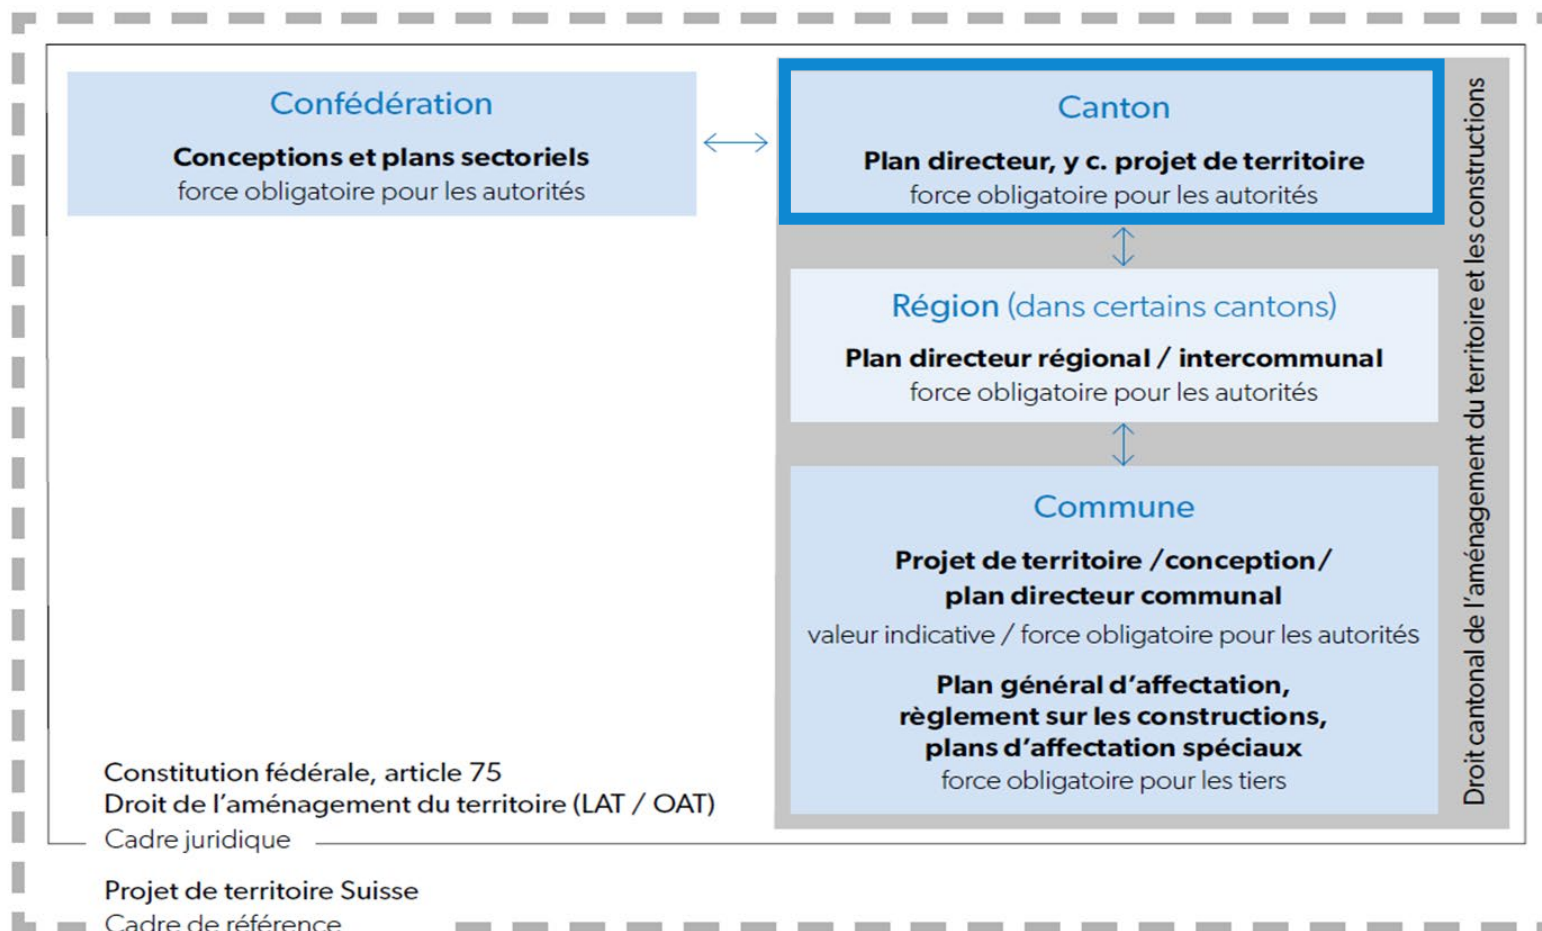 Confédération
Conceptions et plans sectoriels
force obligatoire pour les autorités
Canton
Plan directeur, y c. projet de territoire
force obligatoire pour les autorités
Région (dans certains cantons)
Plan directeur régional / intercommunal
force obligatoire pour les autorités
Commune
Projet de territoire /conception/
plan directeur communal
valeur indicative / force obligatoire pour les autorités
Plan général d’affectation,
règlement sur les constructions,
plans d’affectation spéciaux
force obligatoire pour les tiers
Droit cantonal de l’aménagement du territoire et les constructions
Constitution fédérale, article 75
Droit de l’aménagement du territoire (LAT / OAT)
Cadre juridique
Projet de territoire Suisse
Cadre de référence